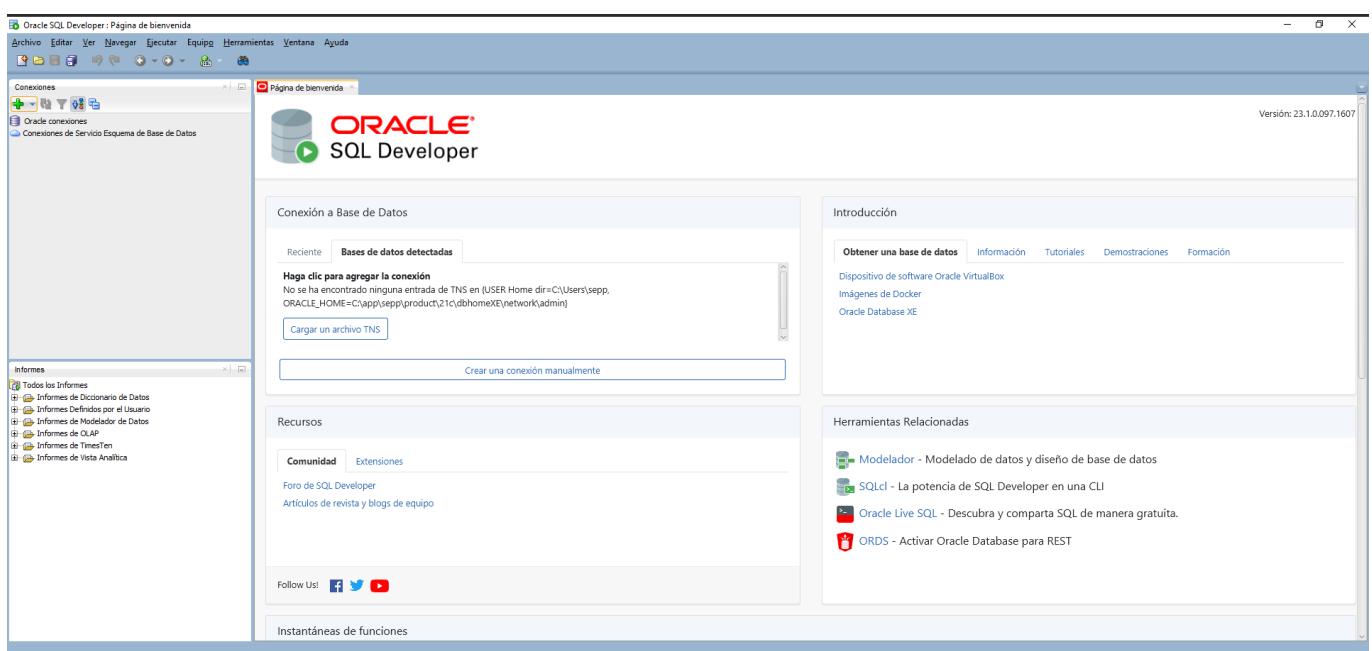 Oracle SQL Developer : Página de bienvenida
Archivo Editar Ver Navegar Ejecutar Equipo Herramientas Ventana Ayuda
Conexiones
Oracle conexiones
Conexiones de Servicio Esquema de Base de Datos
Informes
Todos los Informes
Informes de Diccionario de Datos
Informes Definidos por el Usuario
Informes de Modelador de Datos
Informes de OLAP
Informes de TimesTen
Informes de Vista Analítica
Página de bienvenida
ORACLE
SQL Developer
Versión: 23.1.0.097.1607
Conexión a Base de Datos
Reciente Bases de datos detectadas
Haga clic para agregar la conexión
No se ha encontrado ninguna entrada de TNS en {USER Home dir=C:\Users\sepp,
ORACLE_HOME=C:\app\sepp\product\21c\dbhomeXE\network\admin}
Cargar un archivo TNS
Crear una conexión manualmente
Introducción
Obtener una base de datos Información Tutoriales Demostraciones Formación
Dispositivo de software Oracle VirtualBox
Imágenes de Docker
Oracle Database XE
Recursos
Comunidad Extensiones
Foro de SQL Developer
Artículos de revista y blogs de equipo
Follow Us!
Herramientas Relacionadas
Modelador - Modelado de datos y diseño de base de datos
SQLcl - La potencia de SQL Developer en una CLI
Oracle Live SQL - Descubra y comparta SQL de manera gratuita.
ORDS - Activar Oracle Database para REST
Instantáneas de funciones